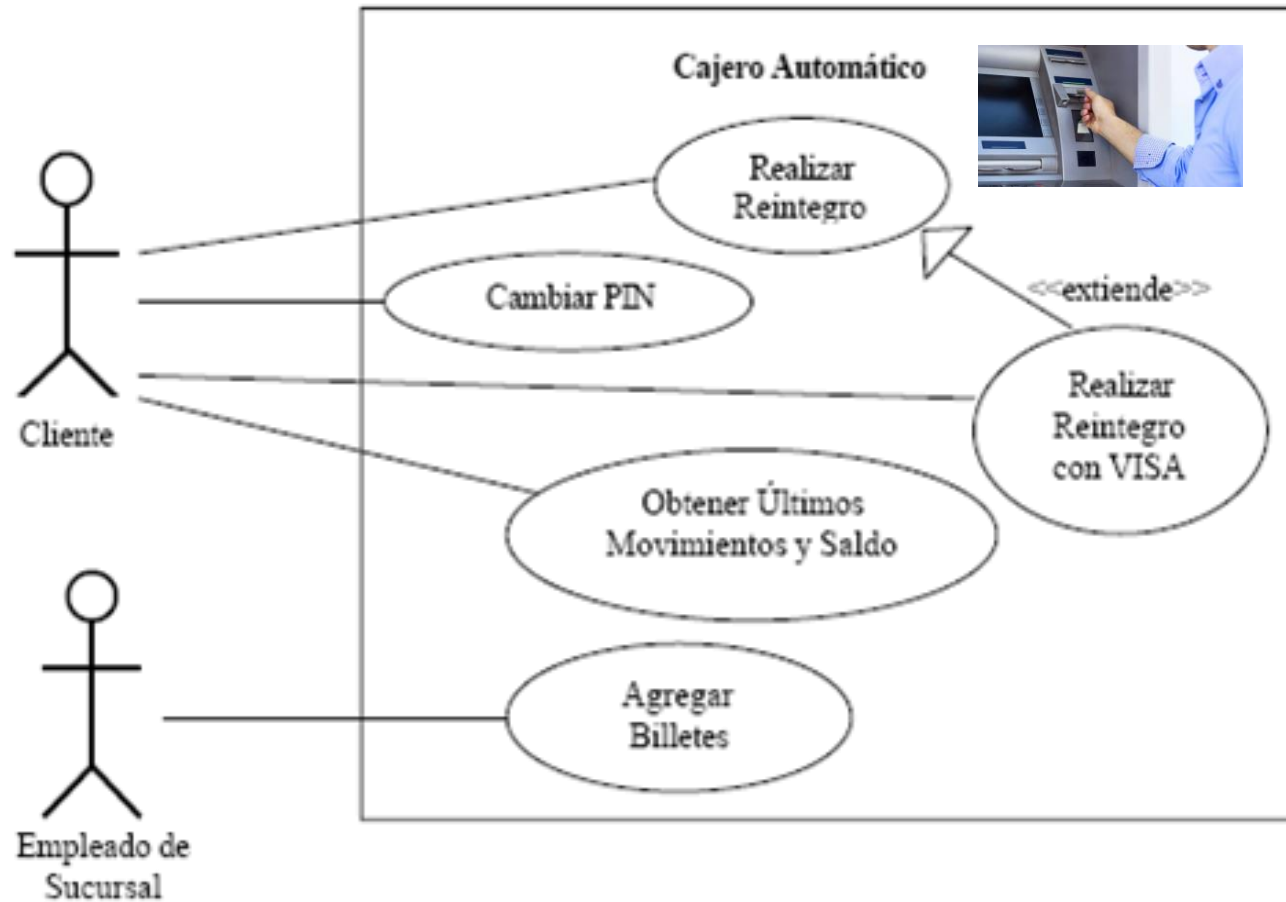 Cajero Automático
Realizar
Reintegro
Cambiar PIN
<<extiende>>
Realizar
Reintegro
con VISA
Cliente
Obtener Últimos
Movimientos y Saldo
Agregar
Billetes
Empleado de
Sucursal